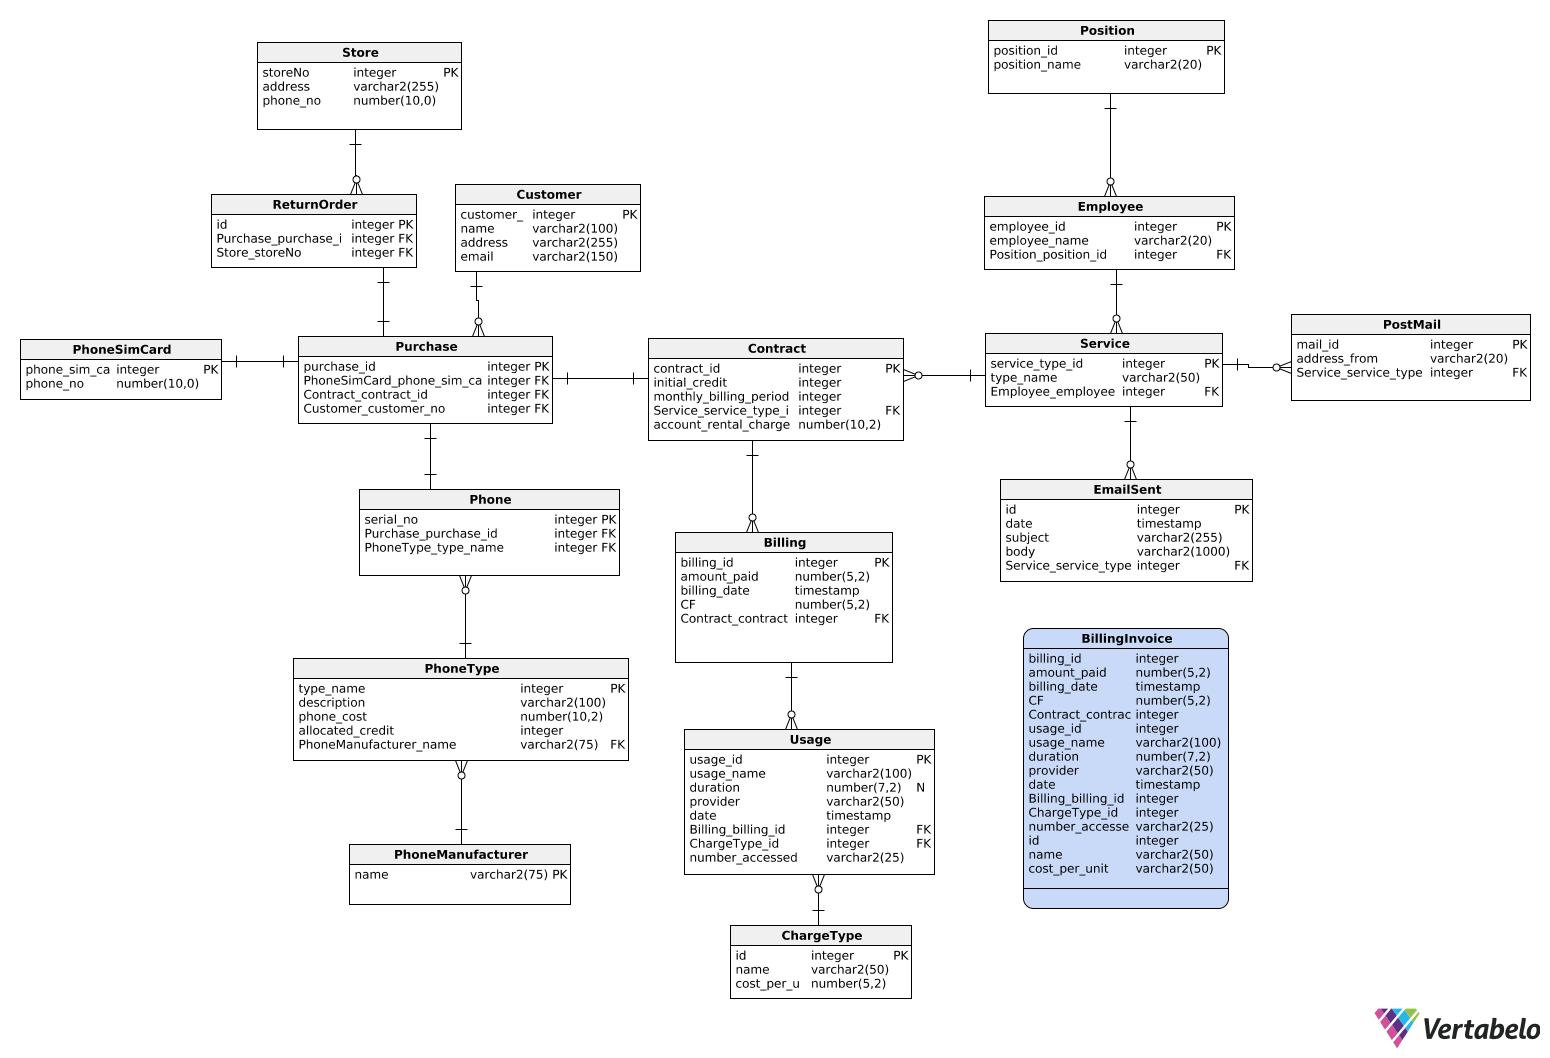 Store
storeNo integer PK
address varchar2(255)
phone_no number(10,0)
Position
position_id integer PK
position_name varchar2(20)
ReturnOrder
id integer PK
Purchase_purchase_i integer FK
Store_storeNo integer FK
Customer
customer_ integer PK
name varchar2(100)
address varchar2(255)
email varchar2(150)
Employee
employee_id integer PK
employee_name varchar2(20)
Position_position_id integer FK
PhoneSimCard
phone_sim_ca integer PK
phone_no number(10,0)
Purchase
purchase_id integer PK
PhoneSimCard_phone_sim_ca integer FK
Contract_contract_id integer FK
Customer_customer_no integer FK
Contract
contract_id integer PK
initial_credit integer
monthly_billing_period integer
Service_service_type_i integer FK
account_rental_charge number(10,2)
Service
service_type_id integer PK
type_name varchar2(50)
Employee_employee integer FK
PostMail
mail_id integer PK
address_from varchar2(20)
Service_service_type integer FK
Phone
serial_no integer PK
Purchase_purchase_id integer FK
PhoneType_type_name integer FK
Billing
billing_id integer PK
amount_paid number(5,2)
billing_date timestamp
CF number(5,2)
Contract_contract integer FK
EmailSent
id integer PK
date timestamp
subject varchar2(255)
body varchar2(1000)
Service_service_type integer FK
PhoneType
type_name integer PK
description varchar2(100)
phone_cost number(10,2)
allocated_credit integer
PhoneManufacturer_name varchar2(75) FK
Usage
usage_id integer PK
usage_name varchar2(100)
duration number(7,2) N
provider varchar2(50)
date timestamp
Billing_billing_id integer FK
ChargeType_id integer FK
number_accessed varchar2(25)
BillingInvoice
billing_id integer
amount_paid number(5,2)
billing_date timestamp
CF number(5,2)
Contract_contrac integer
usage_id integer
usage_name varchar2(100)
duration number(7,2)
provider varchar2(50)
date timestamp
Billing_billing_id integer
ChargeType_id integer
number_accesse varchar2(25)
id integer
name varchar2(50)
cost_per_unit varchar2(50)
PhoneManufacturer
name varchar2(75) PK
ChargeType
id integer PK
name varchar2(50)
cost_per_u number(5,2)
Vertabelo